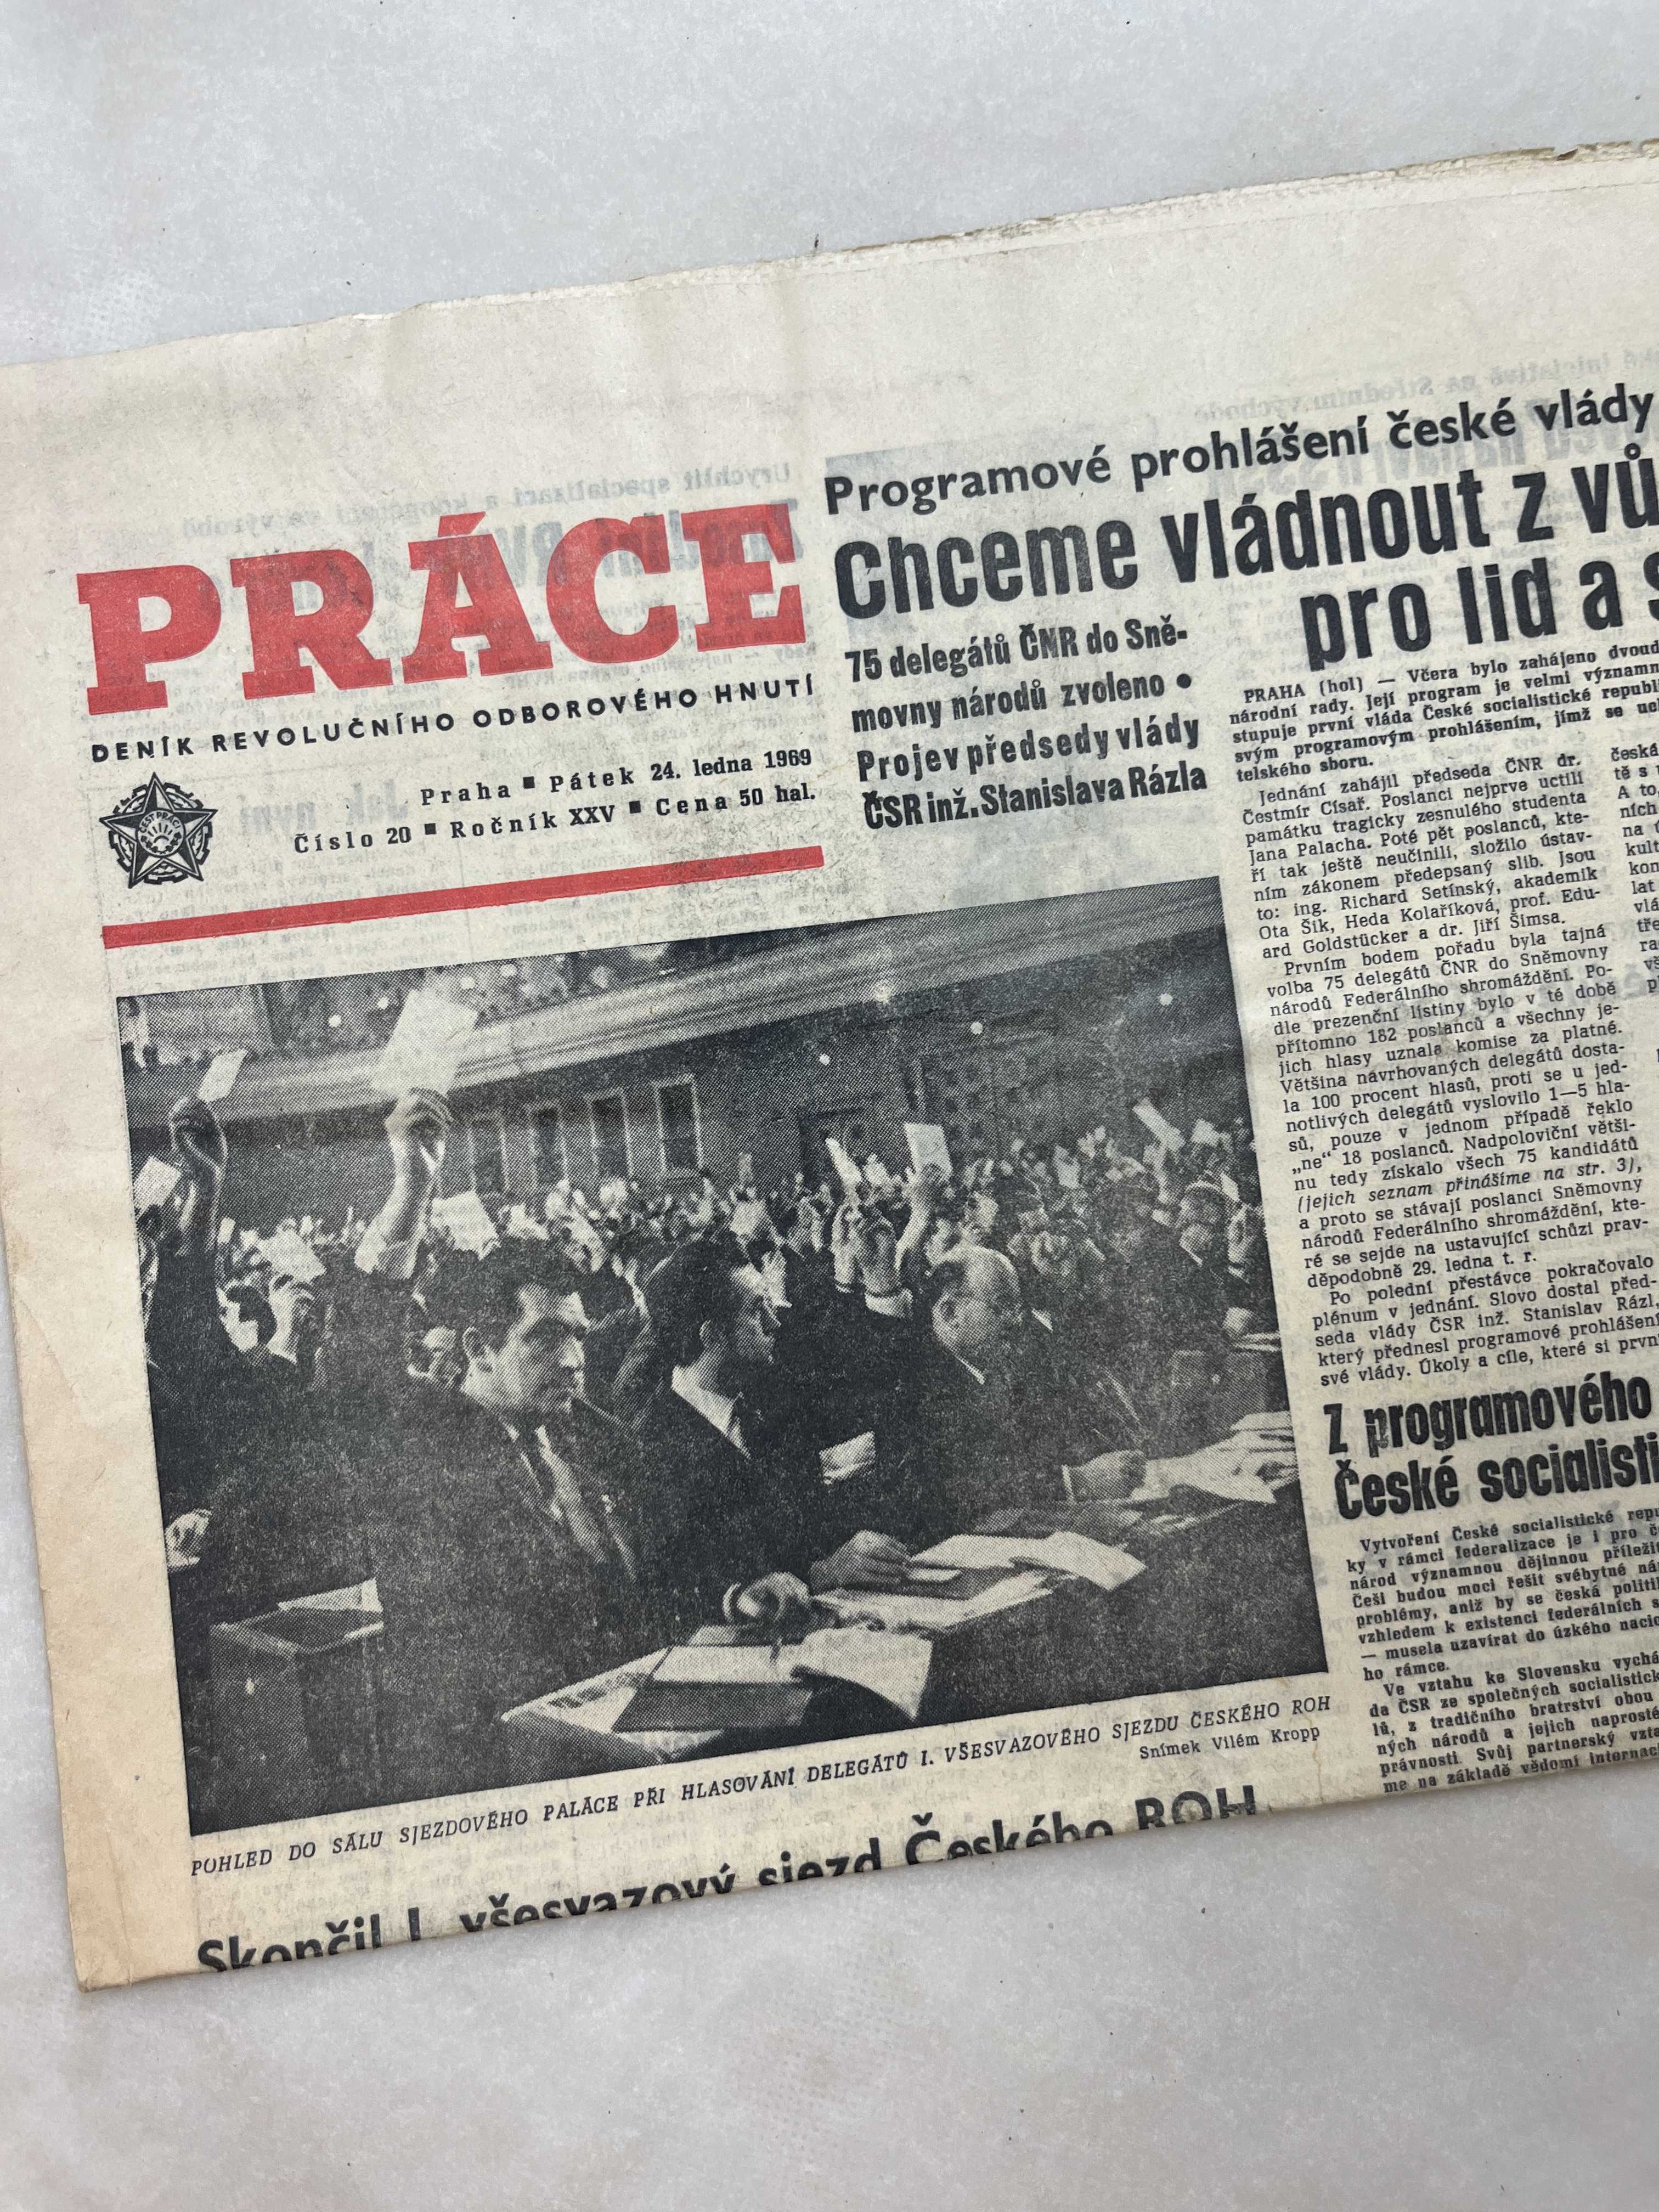 PRÁCE
DENÍK REVOLUČNÍHO ODBOROVÉHO HNUTÍ
Praha ■ Pátek 24. ledna 1969
Číslo 20 ■ Ročník XXV ■ Cena 50 hal.
ČEST PRÁCI
Programové prohlášení české vlády
Chceme vládnout z
pro lid a
75 delegátů ČNR do Sně-
movny národů zvoleno ●
Projev předsedy vlády
ČSR inž. Stanislava Rázla
PRAHA (hol) — Včera bylo zahájeno
národní rady. Její program je velmi
stupuje první vláda České socialistické
svým programovým prohlášením, jímž se
telského sboru.
Jednání zahájil předseda ČNR dr.
Čestmír Císař. Poslanci nejprve uctili
památku tragicky zesnulého studenta
Jana Palacha. Poté pět poslanců, kte-
ří tak ještě neučinili, složilo ústav-
ním zákonem předepsaný slib. Jsou
to: ing. Richard Setínský, akademik
Ota Šik, Heda Kolaříková, prof. Edu-
ard Goldstücker a dr. Jiří Šimsa.
Prvním bodem pořadu byla tajná
volba 75 delegátů ČNR do Sněmovny
národů Federálního shromáždění. Po-
dle prezenční listiny bylo v té době
přítomno 182 poslanců a všechny je-
jich hlasy uznala komise za platné.
Většina navrhovaných delegátů dosta-
la 100 procent hlasů, proti se u jed-
notlivých delegátů vyslovilo 1—5 hla-
sů, pouze v jednom případě řeklo
„ne“ 18 poslanců. Nadpoloviční větši-
nu tedy získalo všech 75 kandidátů
(jejich seznam přinášíme na str. 3),
a proto se stávají poslanci Sněmovny
národů Federálního shromáždění, kte-
ré se sejde na ustavující schůzi prav-
děpodobně 29. ledna t. r.
Po polední přestávce pokračovalo
plénum v jednání. Slovo dostal před-
seda vlády ČSR inž. Stanislav Rázl,
který přednesl programové prohlášení
své vlády. Úkoly a cíle, které si
Z programového
České
Vytvoření České socialistické
ky v rámci federalizace je i pro
národ významnou dějinnou
Češi budou moci řešit svébytné
problémy, aniž by se česká
vzhledem k existenci federálních
— musela uzavírat do úzkého
ho rámce.
Ve vztahu ke Slovensku
da ČSR ze společných
lů, z tradičního bratrství obou
ných národů a jejich
právnosti. Svůj partnerský
me na základě vědomí
POHLED DO SÁLU SJEZDOVÉHO PALÁCE PŘI HLASOVÁNÍ DELEGÁTŮ I. VŠESVAZOVÉHO SJEZDU ČESKÉHO ROH
Snímek Vilém Kropp
Skončil I. všesvazový sjezd Českého ROH